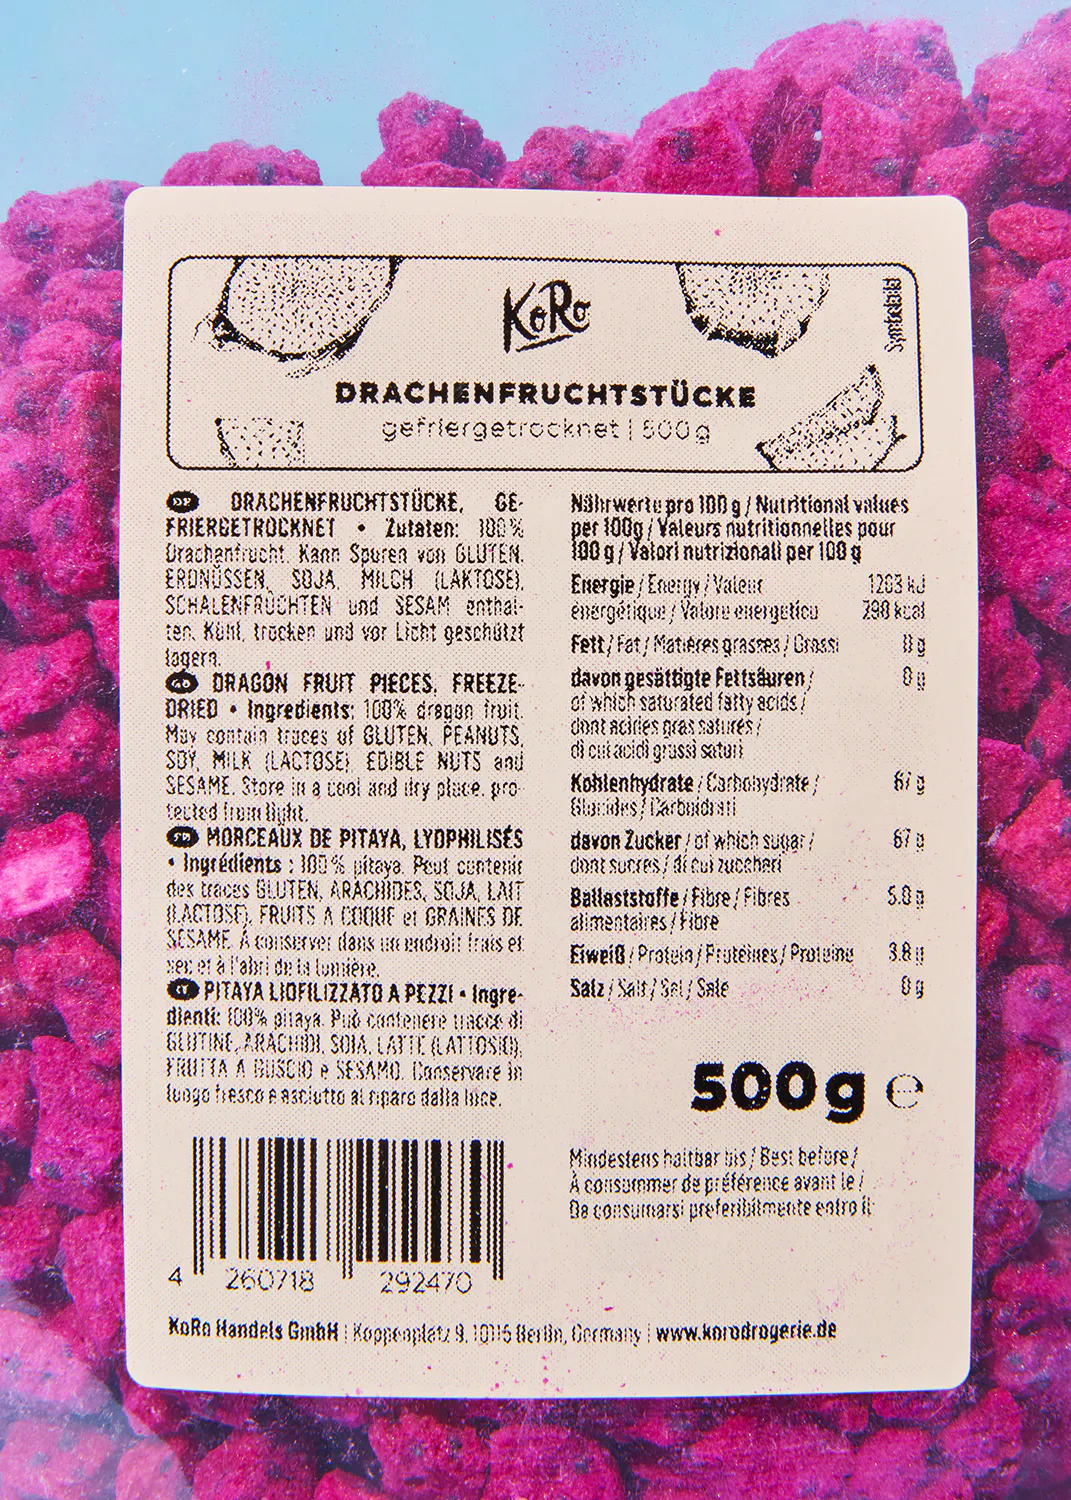 KoRo
Symbolbild
DRACHENFRUCHTSTÜCKE
gefriergetrocknet | 500g
DE DRACHENFRUCHTSTÜCKE, GE-
FRIERGETROCKNET • Zutaten: 100%
Drachenfrucht. Kann Spuren von GLUTEN,
ERDNÜSSEN, SOJA, MILCH (LAKTOSE),
SCHALENFRÜCHTEN und SESAM enthal-
ten. Kühl, trocken und vor Licht geschützt
lagern.
GB DRAGON FRUIT PIECES, FREEZE-
DRIED • Ingredients: 100% dragon fruit.
May contain traces of GLUTEN, PEANUTS,
SOY, MILK (LACTOSE), EDIBLE NUTS and
SESAME. Store in a cool and dry place, pro-
tected from light.
FR MORCEAUX DE PITAYA, LYOPHILISÉS
• Ingrédients : 100% pitaya. Peut contenir
des traces GLUTEN, ARACHIDES, SOJA, LAIT
(LACTOSE), FRUITS À COQUE et GRAINES DE
SÉSAME. À conserver dans un endroit frais et
sec et à l'abri de la lumière.
IT PITAYA LIOFILIZZATO A PEZZI • Ingre-
dienti: 100% pitaya. Può contenere tracce di
GLUTINE, ARACHIDI, SOIA, LATTE (LATTOSIO),
FRUTTA A GUSCIO e SESAMO. Conservare in
luogo fresco e asciutto al riparo dalla luce.
4 260718 292470
Nährwerte pro 100 g / Nutritional values
per 100g / Valeurs nutritionnelles pour
100 g / Valori nutrizionali per 100 g
Energie / Energy / Valeur 1203 kJ
énergétique / Valore energetico 290 kcal
Fett / Fat / Matières grasses / Grassi 0 g
davon gesättigte Fettsäuren / 0 g
of which saturated fatty acids /
dont acides gras saturés /
di cui acidi grassi saturi
Kohlenhydrate / Carbohydrate / 67 g
Glucides / Carboidrati
davon Zucker / of which sugar / 67 g
dont sucres / di cui zuccheri
Ballaststoffe / Fibre / Fibres 5.0 g
alimentaires / Fibre
Eiweiß / Protein / Protéines / Proteine 3.8 g
Salz / Salt / Sel / Sale 0 g
500g ℮
Mindestens haltbar bis / Best before /
À consommer de préférence avant le /
Da consumarsi preferibilmente entro il:
KoRo Handels GmbH | Koppenplatz 9, 10115 Berlin, Germany | www.korodrogerie.de